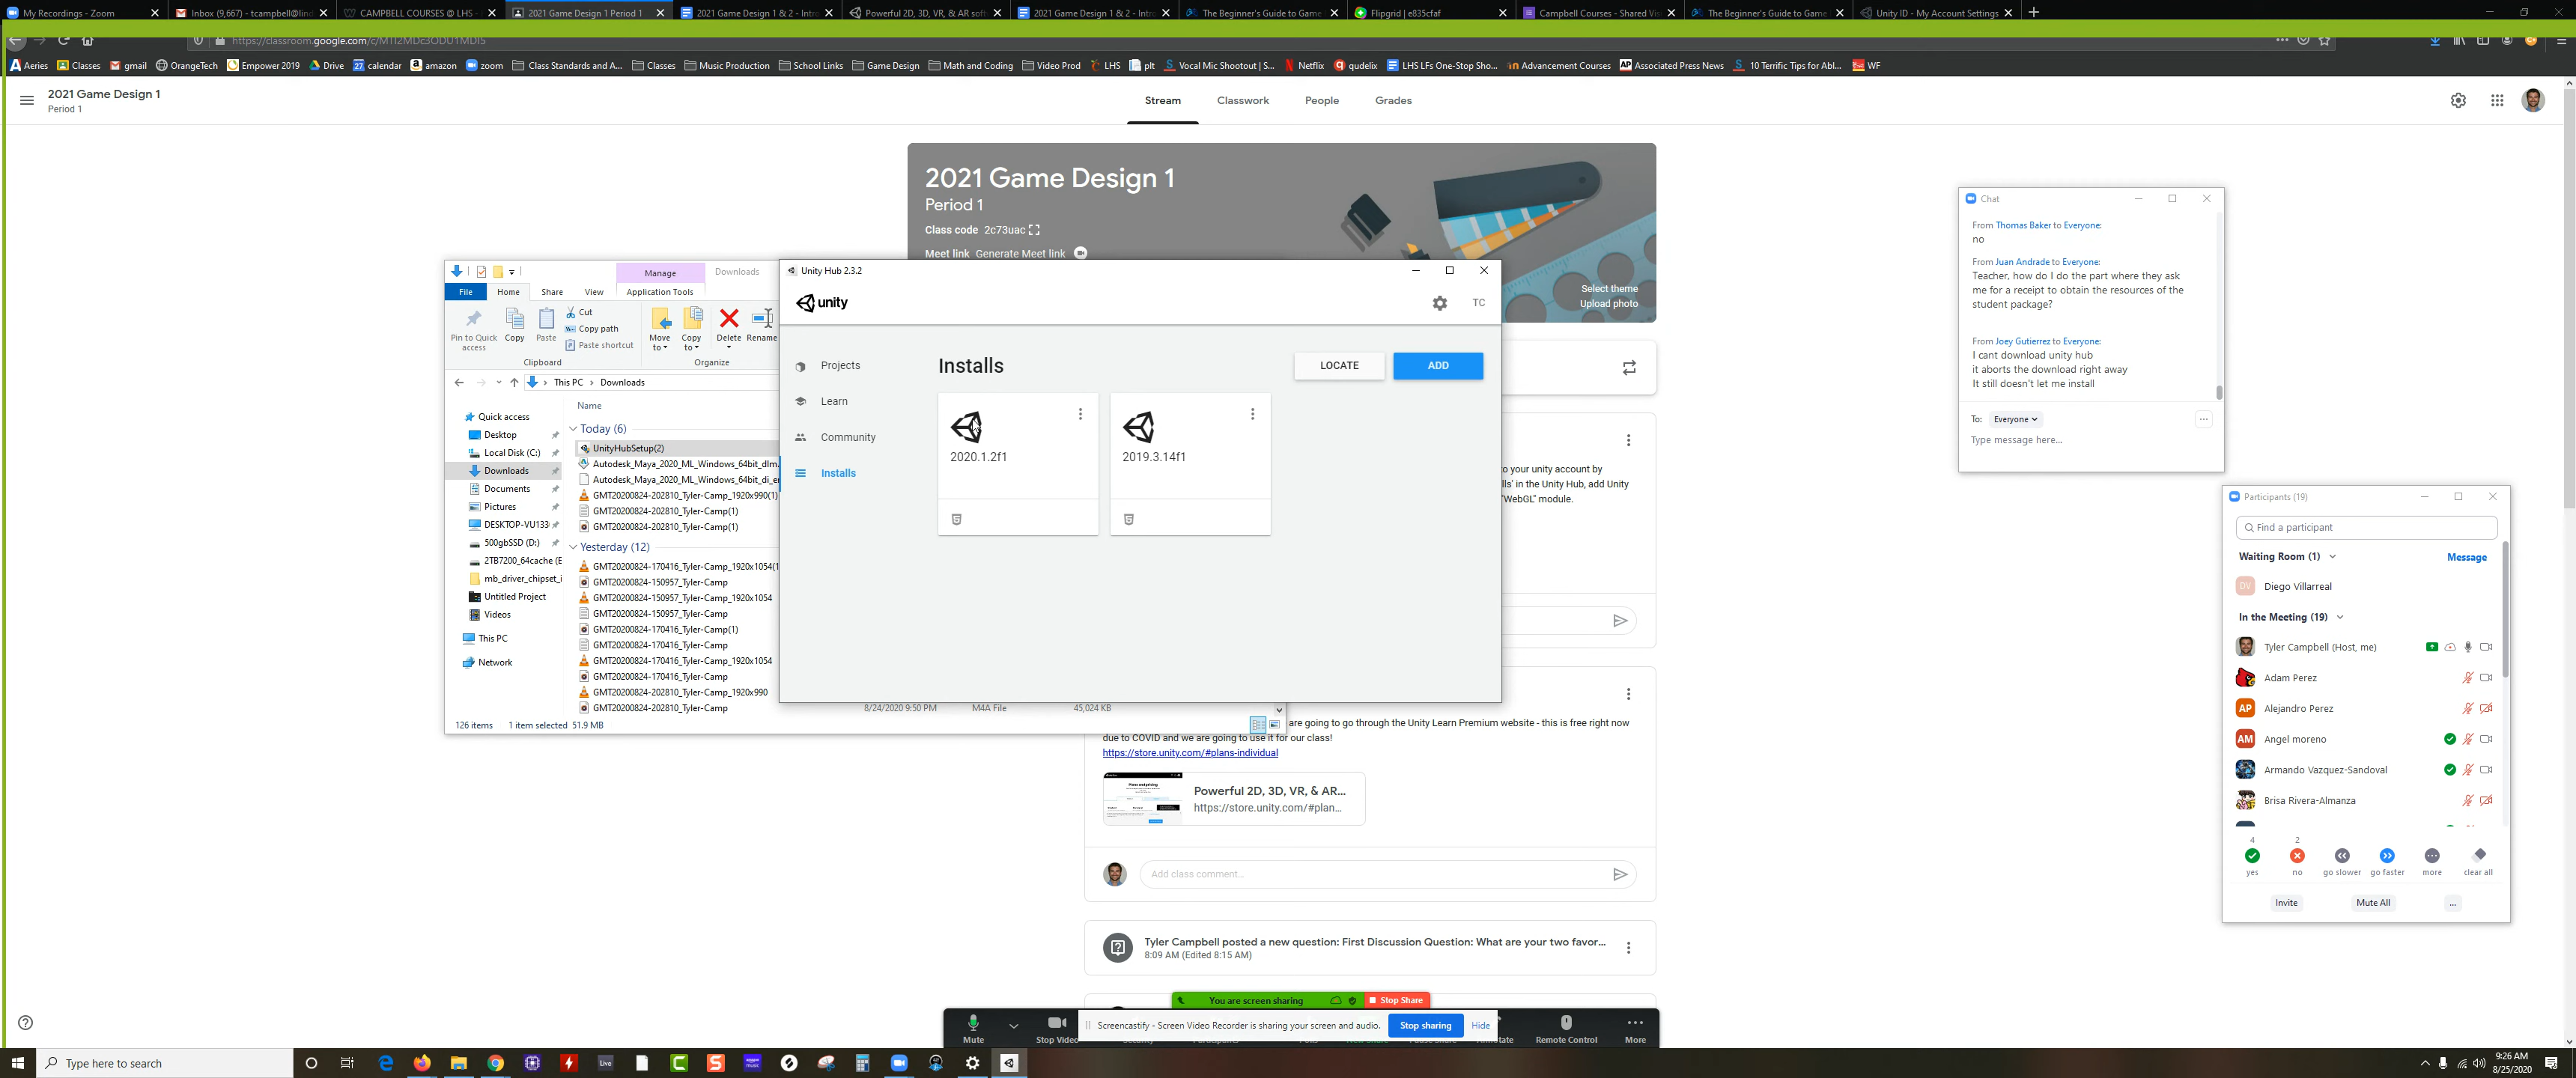 My Recordings - Zoom
Inbox (9,667) - tcampbell@lind
CAMPBELL COURSES @ LHS -
2021 Game Design 1 Period 1
2021 Game Design 1 & 2 - Intro
Powerful 2D, 3D, VR, & AR soft
2021 Game Design 1 & 2 - Intro
The Beginner's Guide to Game
Flipgrid | e835cfaf
Campbell Courses - Shared Vi
The Beginner's Guide to Game
Unity ID - My Account Settings
Aeries
Classes
gmail
OrangeTech
Empower 2019
Drive
calendar
amazon
zoom
Class Standards and A...
Classes
Music Production
School Links
Game Design
Math and Coding
Video Prod
LHS
plt
Vocal Mic Shootout | S...
Netflix
qudelix
LHS LFs One-Stop Sho...
Advancement Courses
Associated Press News
10 Terrific Tips for Abl...
WF
2021 Game Design 1
Period 1
Stream
Classwork
People
Grades
2021 Game Design 1
Period 1
Class code 2c73uac
Meet link Generate Meet link
Select theme
Upload photo
Manage
Downloads
File
Home
Share
View
Application Tools
Pin to Quick access
Copy
Paste
Cut
Copy path
Paste shortcut
Move to
Copy to
Delete
Rename
Clipboard
Organize
This PC > Downloads
Quick access
Desktop
Local Disk (C:)
Downloads
Documents
Pictures
DESKTOP-VU133
500gbSSD (D:)
2TB7200_64cache (E
mb_driver_chipset_i
Untitled Project
Videos
This PC
Network
Name
Today (6)
UnityHubSetup(2)
Autodesk_Maya_2020_ML_Windows_64bit_dlm.
Autodesk_Maya_2020_ML_Windows_64bit_di_e
GMT20200824-202810_Tyler-Camp_1920x990(1)
GMT20200824-202810_Tyler-Camp(1)
GMT20200824-202810_Tyler-Camp(1)
Yesterday (12)
GMT20200824-170416_Tyler-Camp_1920x1054(1
GMT20200824-150957_Tyler-Camp
GMT20200824-150957_Tyler-Camp_1920x1054
GMT20200824-150957_Tyler-Camp
GMT20200824-170416_Tyler-Camp(1)
GMT20200824-170416_Tyler-Camp
GMT20200824-170416_Tyler-Camp_1920x1054
GMT20200824-170416_Tyler-Camp
GMT20200824-202810_Tyler-Camp_1920x990
GMT20200824-202810_Tyler-Camp
8/24/2020 9:50 PM
M4A File
45,024 KB
126 items
1 item selected 51.9 MB
Unity Hub 2.3.2
unity
TC
Projects
Learn
Community
Installs
Installs
LOCATE
ADD
2020.1.2f1
2019.3.14f1
o your unity account by
lls' in the Unity Hub, add Unity
"WebGL" module.
are going to go through the Unity Learn Premium website - this is free right now
due to COVID and we are going to use it for our class!
https://store.unity.com/#plans-individual
Powerful 2D, 3D, VR, & AR...
https://store.unity.com/#plan...
Add class comment...
Tyler Campbell posted a new question: First Discussion Question: What are your two favor...
8:09 AM (Edited 8:15 AM)
Chat
From Thomas Baker to Everyone:
no
From Juan Andrade to Everyone:
Teacher, how do I do the part where they ask
me for a receipt to obtain the resources of the
student package?
From Joey Gutierrez to Everyone:
I cant download unity hub
it aborts the download right away
It still doesn't let me install
To: Everyone
Type message here...
Participants (19)
Find a participant
Waiting Room (1)
Message
DV Diego Villarreal
In the Meeting (19)
Tyler Campbell (Host, me)
Adam Perez
AP Alejandro Perez
AM Angel moreno
Armando Vazquez-Sandoval
Brisa Rivera-Almanza
4
2
yes
no
go slower
go faster
more
clear all
Invite
Mute All
...
You are screen sharing
Stop Share
Mute
Stop Video
Screencastify - Screen Video Recorder is sharing your screen and audio.
Stop sharing
Hide
Remote Control
More
Type here to search
Live
9:26 AM
8/25/2020